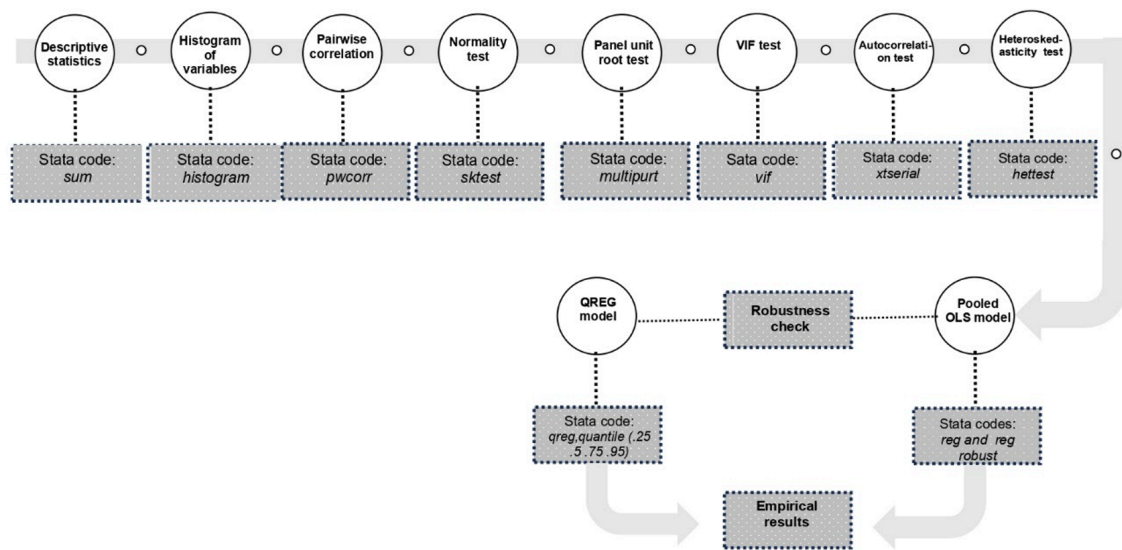 Descriptive
statistics
Histogram
of
variables
Pairwise
correlation
Normality
test
Panel unit
root test
VIF test
Autocorrelati-
on test
Heterosked-
asticity test
Stata code:
sum
Stata code:
histogram
Stata code:
pwcorr
Stata code:
sktest
Stata code:
multipurt
Sata code:
vif
Stata code:
xtserial
Stata code:
hettest
QREG
model
Robustness
check
Pooled
OLS model
Stata code:
qreg,quantile (.25
.5 .75 .95)
Stata codes:
reg and reg
robust
Empirical
results